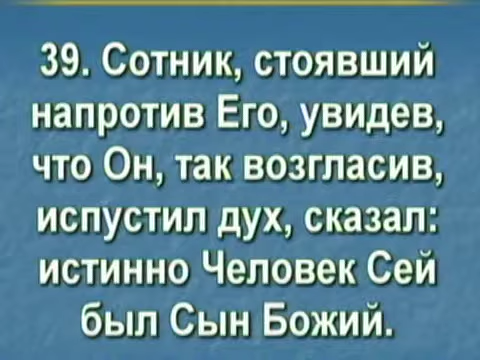 39. Сотник, стоявший
напротив Его, увидев,
что Он, так возгласив,
испустил дух, сказал:
истинно Человек Сей
был Сын Божий.